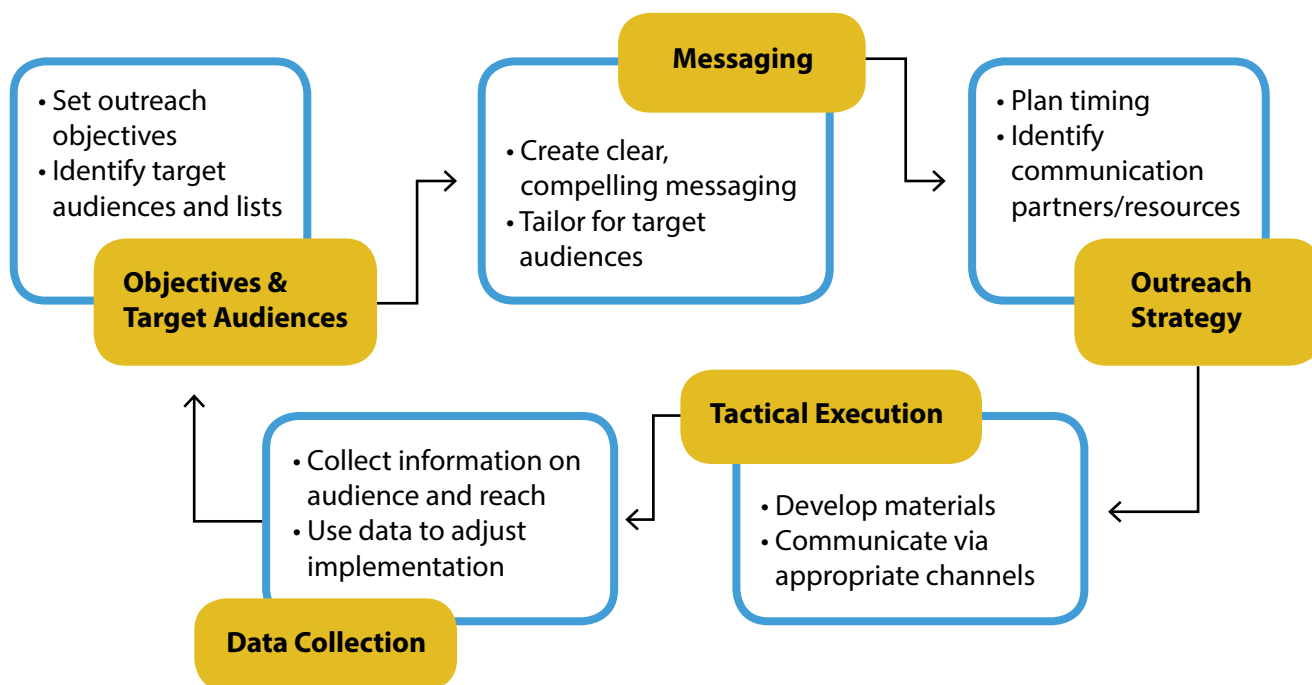 • Set outreach
objectives
• Identify target
audiences and lists
Objectives &
Target Audiences
Messaging
• Create clear,
compelling messaging
• Tailor for target
audiences
• Plan timing
• Identify
communication
partners/resources
Outreach
Strategy
Tactical Execution
• Develop materials
• Communicate via
appropriate channels
• Collect information on
audience and reach
• Use data to adjust
implementation
Data Collection